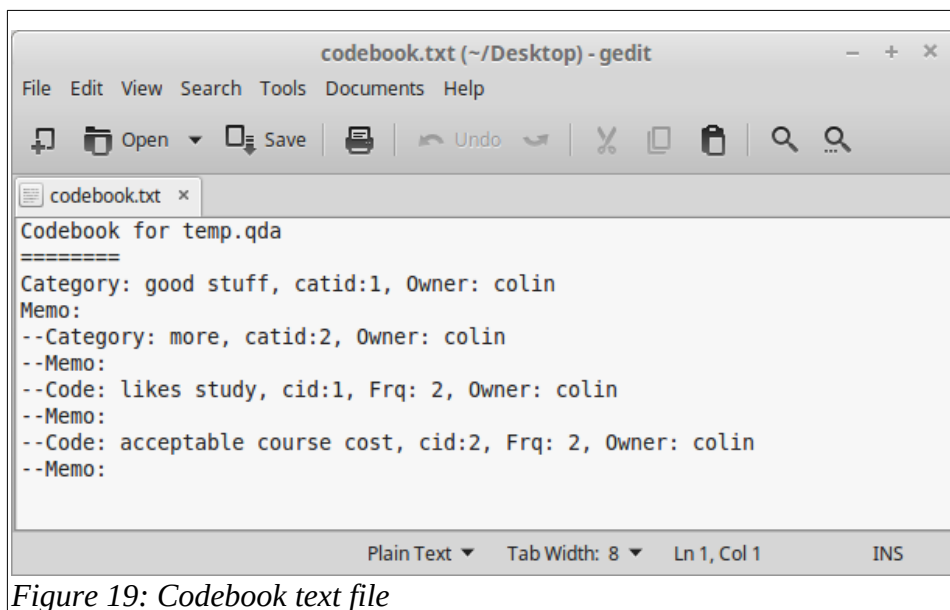 codebook.txt (~/Desktop) - gedit
File Edit View Search Tools Documents Help
Open Save Undo
codebook.txt
Codebook for temp.qda
========
Category: good stuff, catid:1, Owner: colin
Memo:
--Category: more, catid:2, Owner: colin
--Memo:
--Code: likes study, cid:1, Frq: 2, Owner: colin
--Memo:
--Code: acceptable course cost, cid:2, Frq: 2, Owner: colin
--Memo:
Plain Text Tab Width: 8 Ln 1, Col 1 INS
Figure 19: Codebook text file